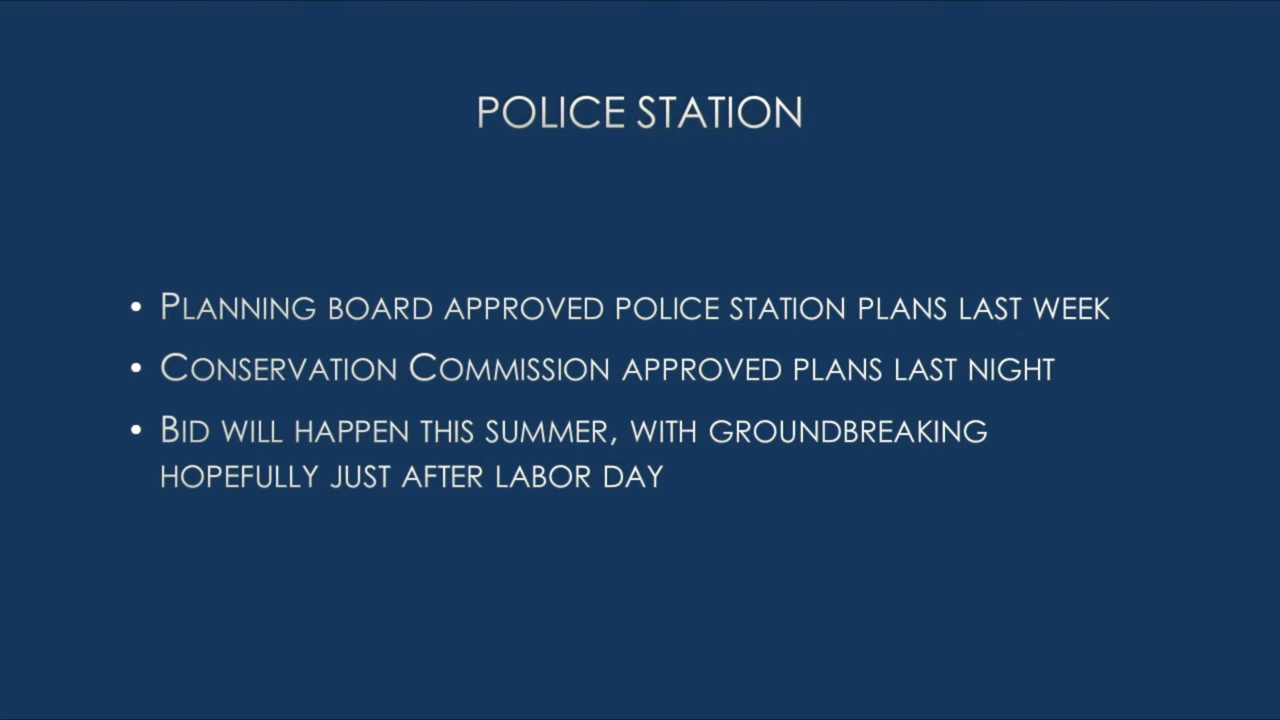 POLICE STATION
• PLANNING BOARD APPROVED POLICE STATION PLANS LAST WEEK
• CONSERVATION COMMISSION APPROVED PLANS LAST NIGHT
• BID WILL HAPPEN THIS SUMMER, WITH GROUNDBREAKING
HOPEFULLY JUST AFTER LABOR DAY